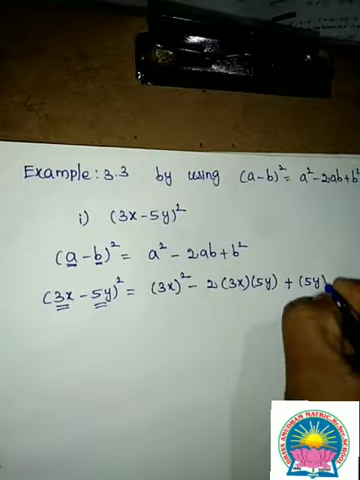 Example: 3.3 by using (a-b)² = a² - 2ab + b²
i) (3x - 5y)²
(a - b)² = a² - 2ab + b²
(3x - 5y)² = (3x)² - 2(3x)(5y) + (5y)